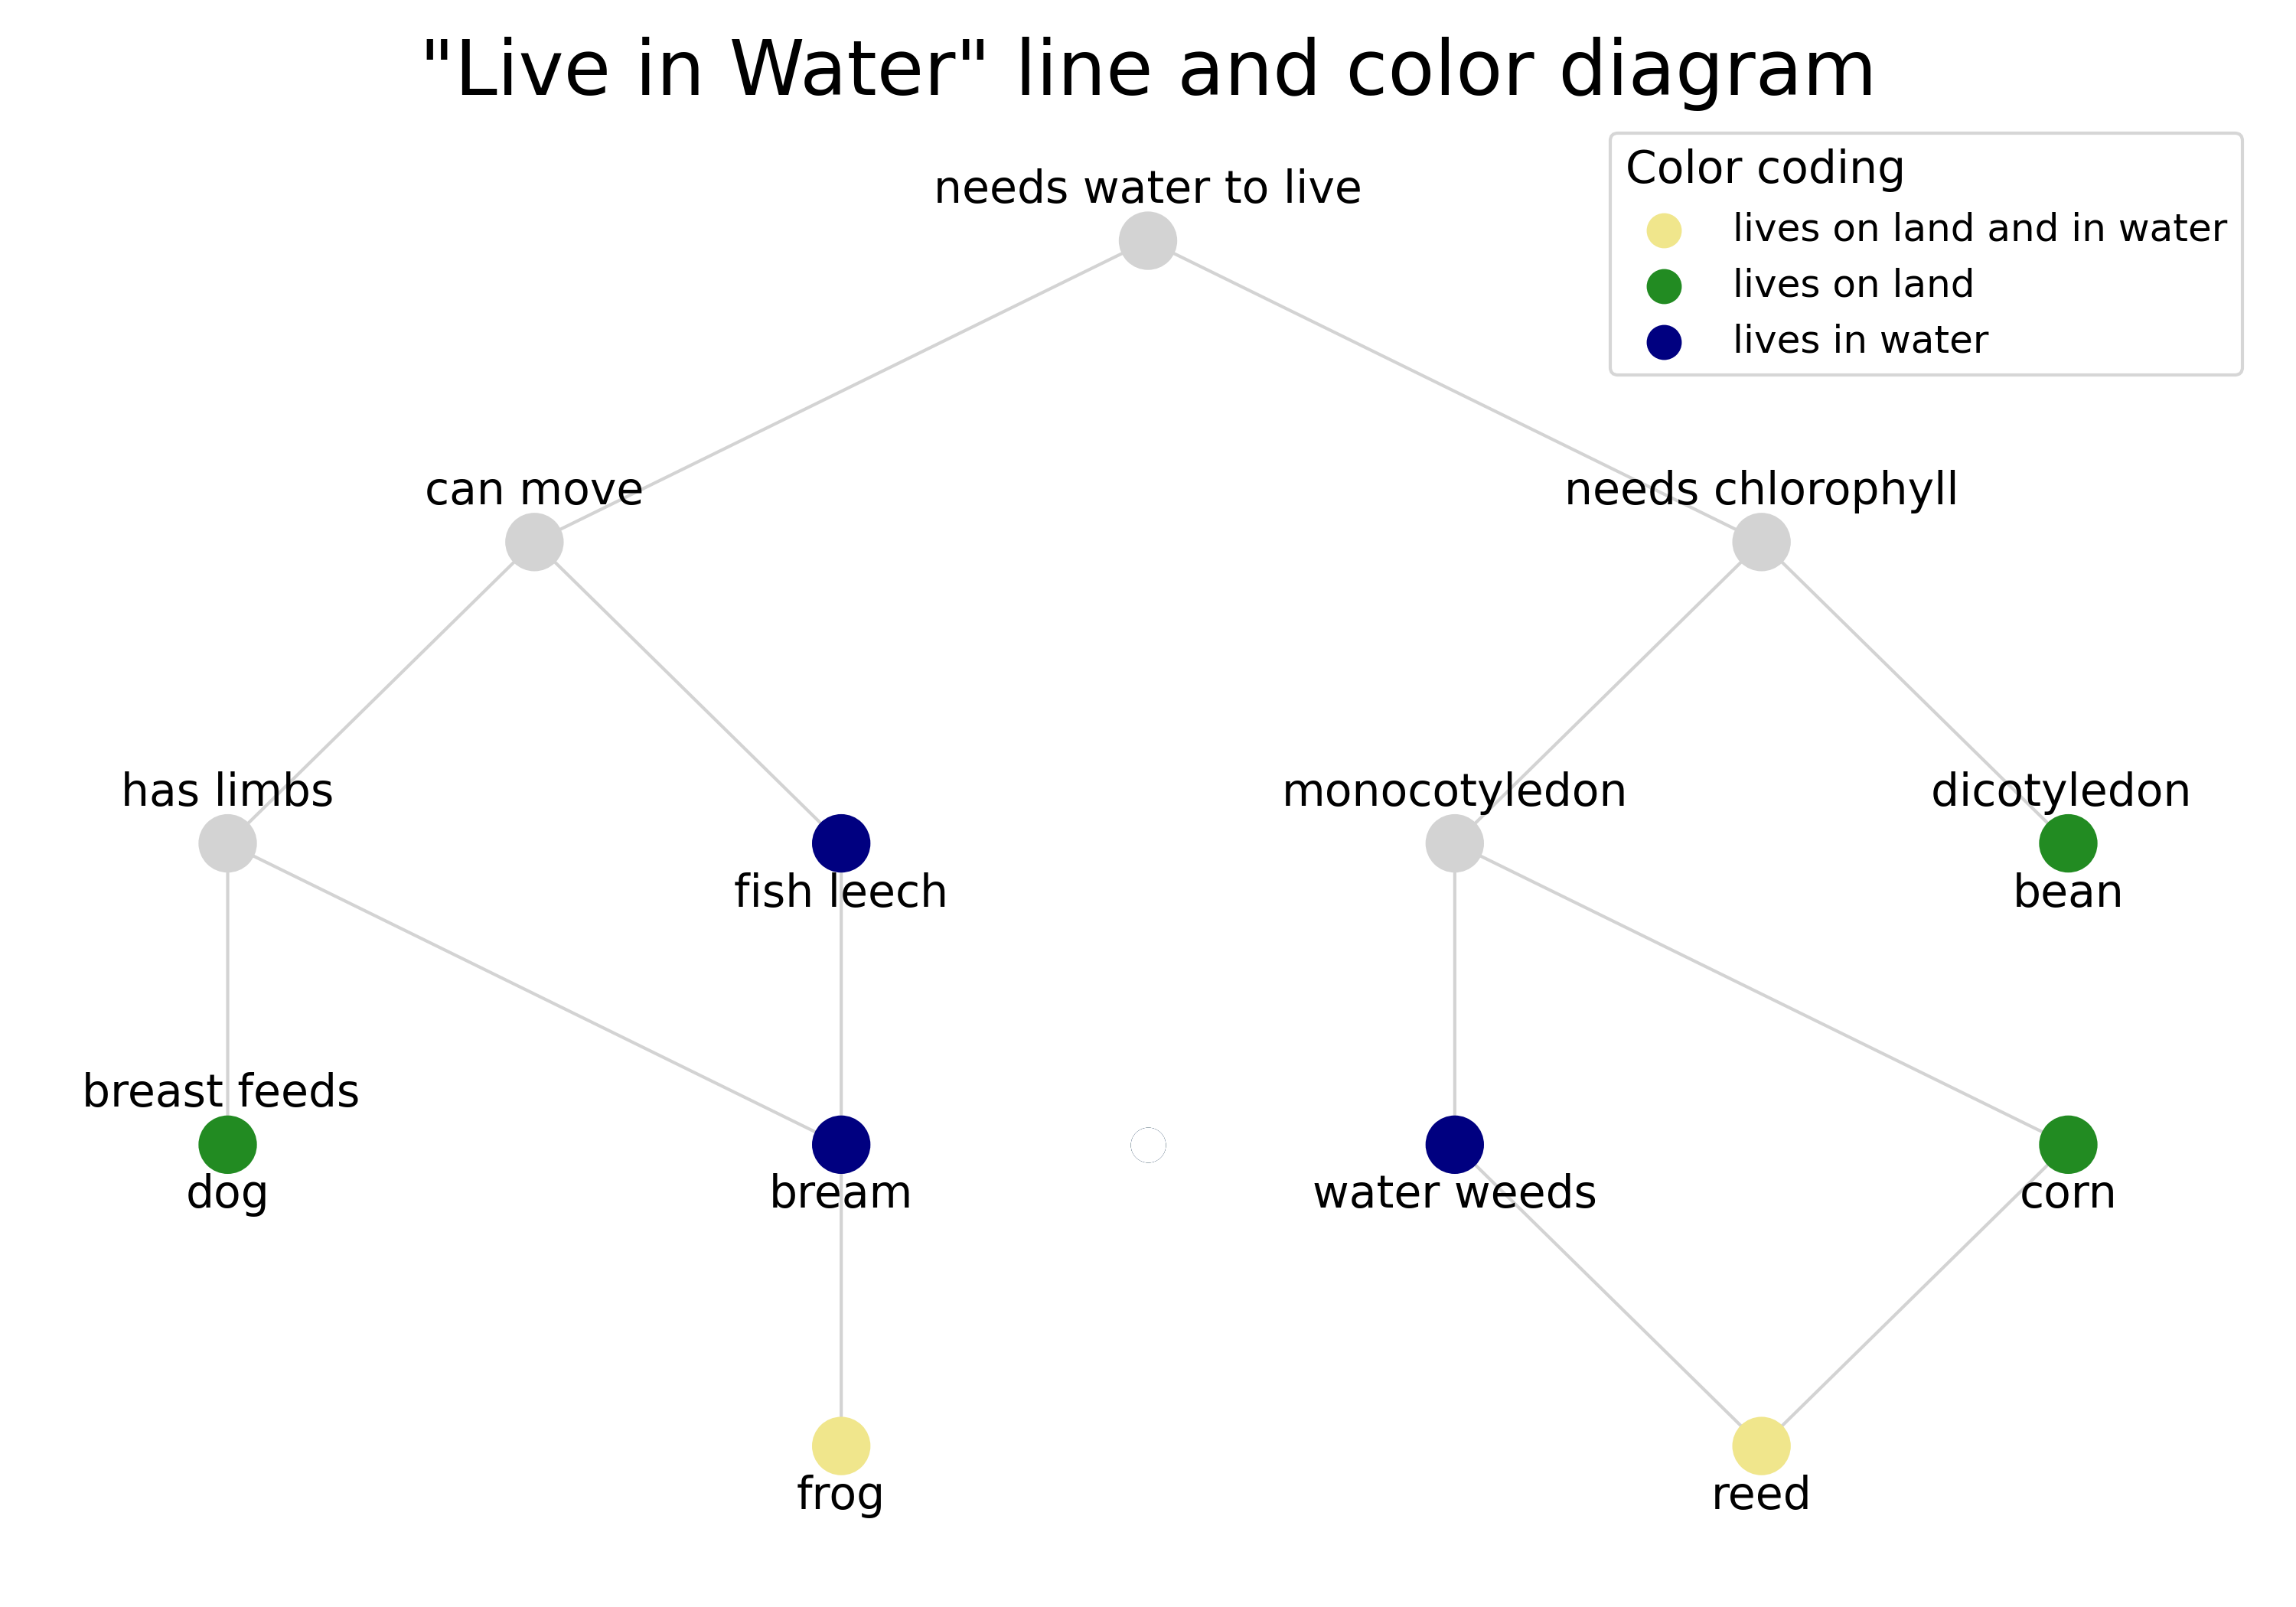 "Live in Water" line and color diagram
Color coding
lives on land and in water
lives on land
lives in water
needs water to live
can move
needs chlorophyll
has limbs
monocotyledon
dicotyledon
fish leech
bean
breast feeds
dog
bream
water weeds
corn
frog
reed